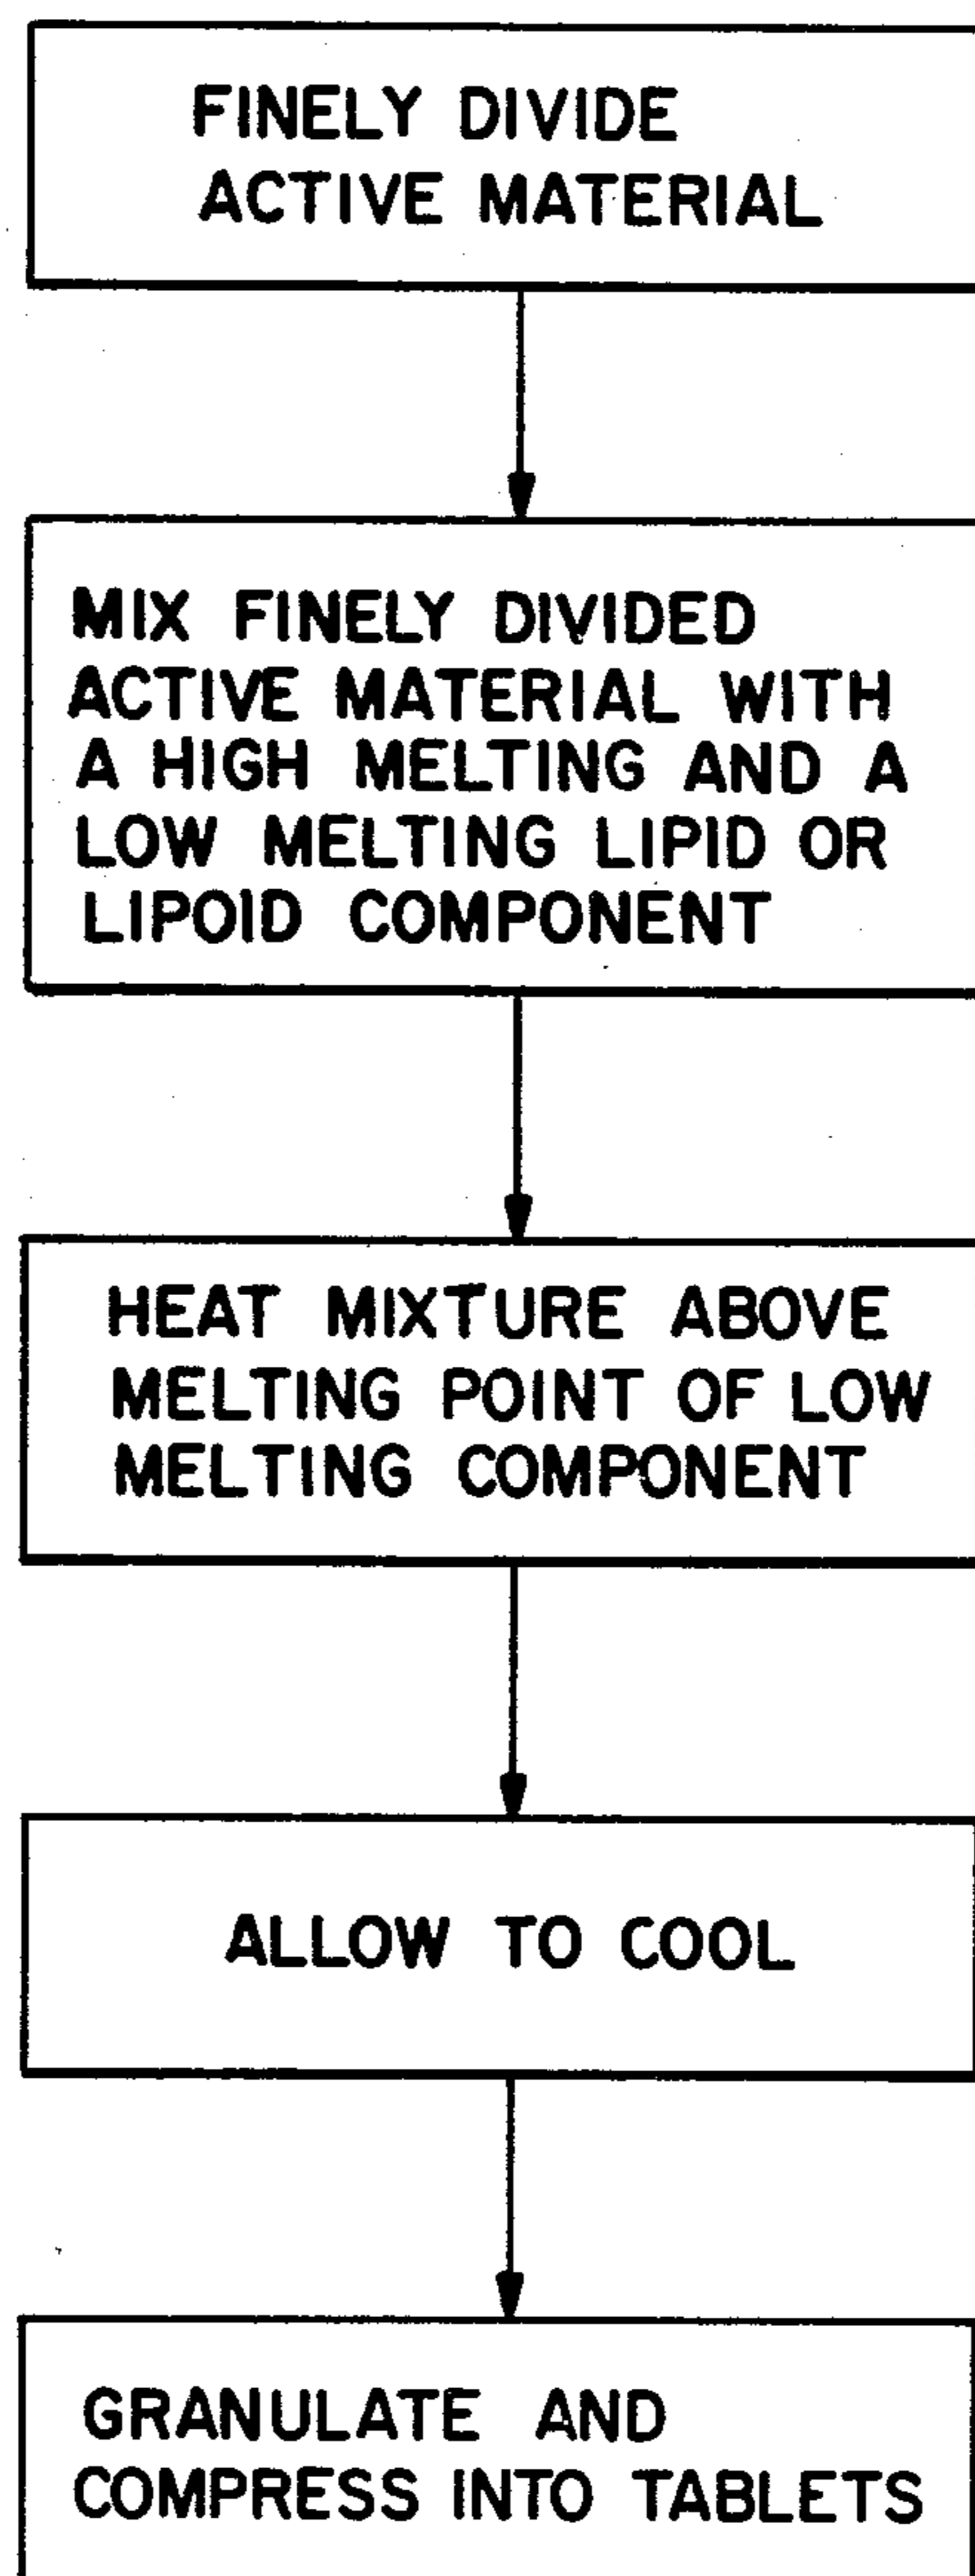 FINELY DIVIDE
ACTIVE MATERIAL
MIX FINELY DIVIDED
ACTIVE MATERIAL WITH
A HIGH MELTING AND A
LOW MELTING LIPID OR
LIPOID COMPONENT
HEAT MIXTURE ABOVE
MELTING POINT OF LOW
MELTING COMPONENT
ALLOW TO COOL
GRANULATE AND
COMPRESS INTO TABLETS